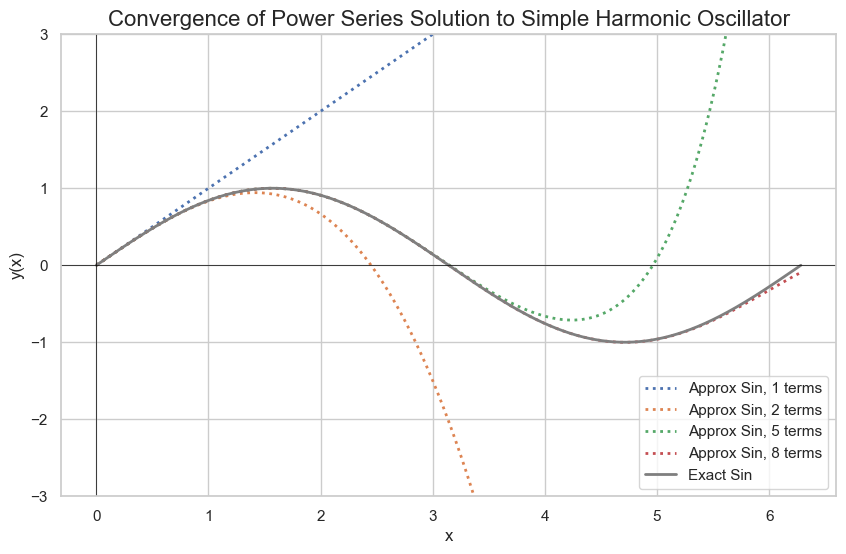 Convergence of Power Series Solution to Simple Harmonic Oscillator
3
2
1
0
−1
−2
−3
y(x)
0 1 2 3 4 5 6
x
Approx Sin, 1 terms
Approx Sin, 2 terms
Approx Sin, 5 terms
Approx Sin, 8 terms
Exact Sin